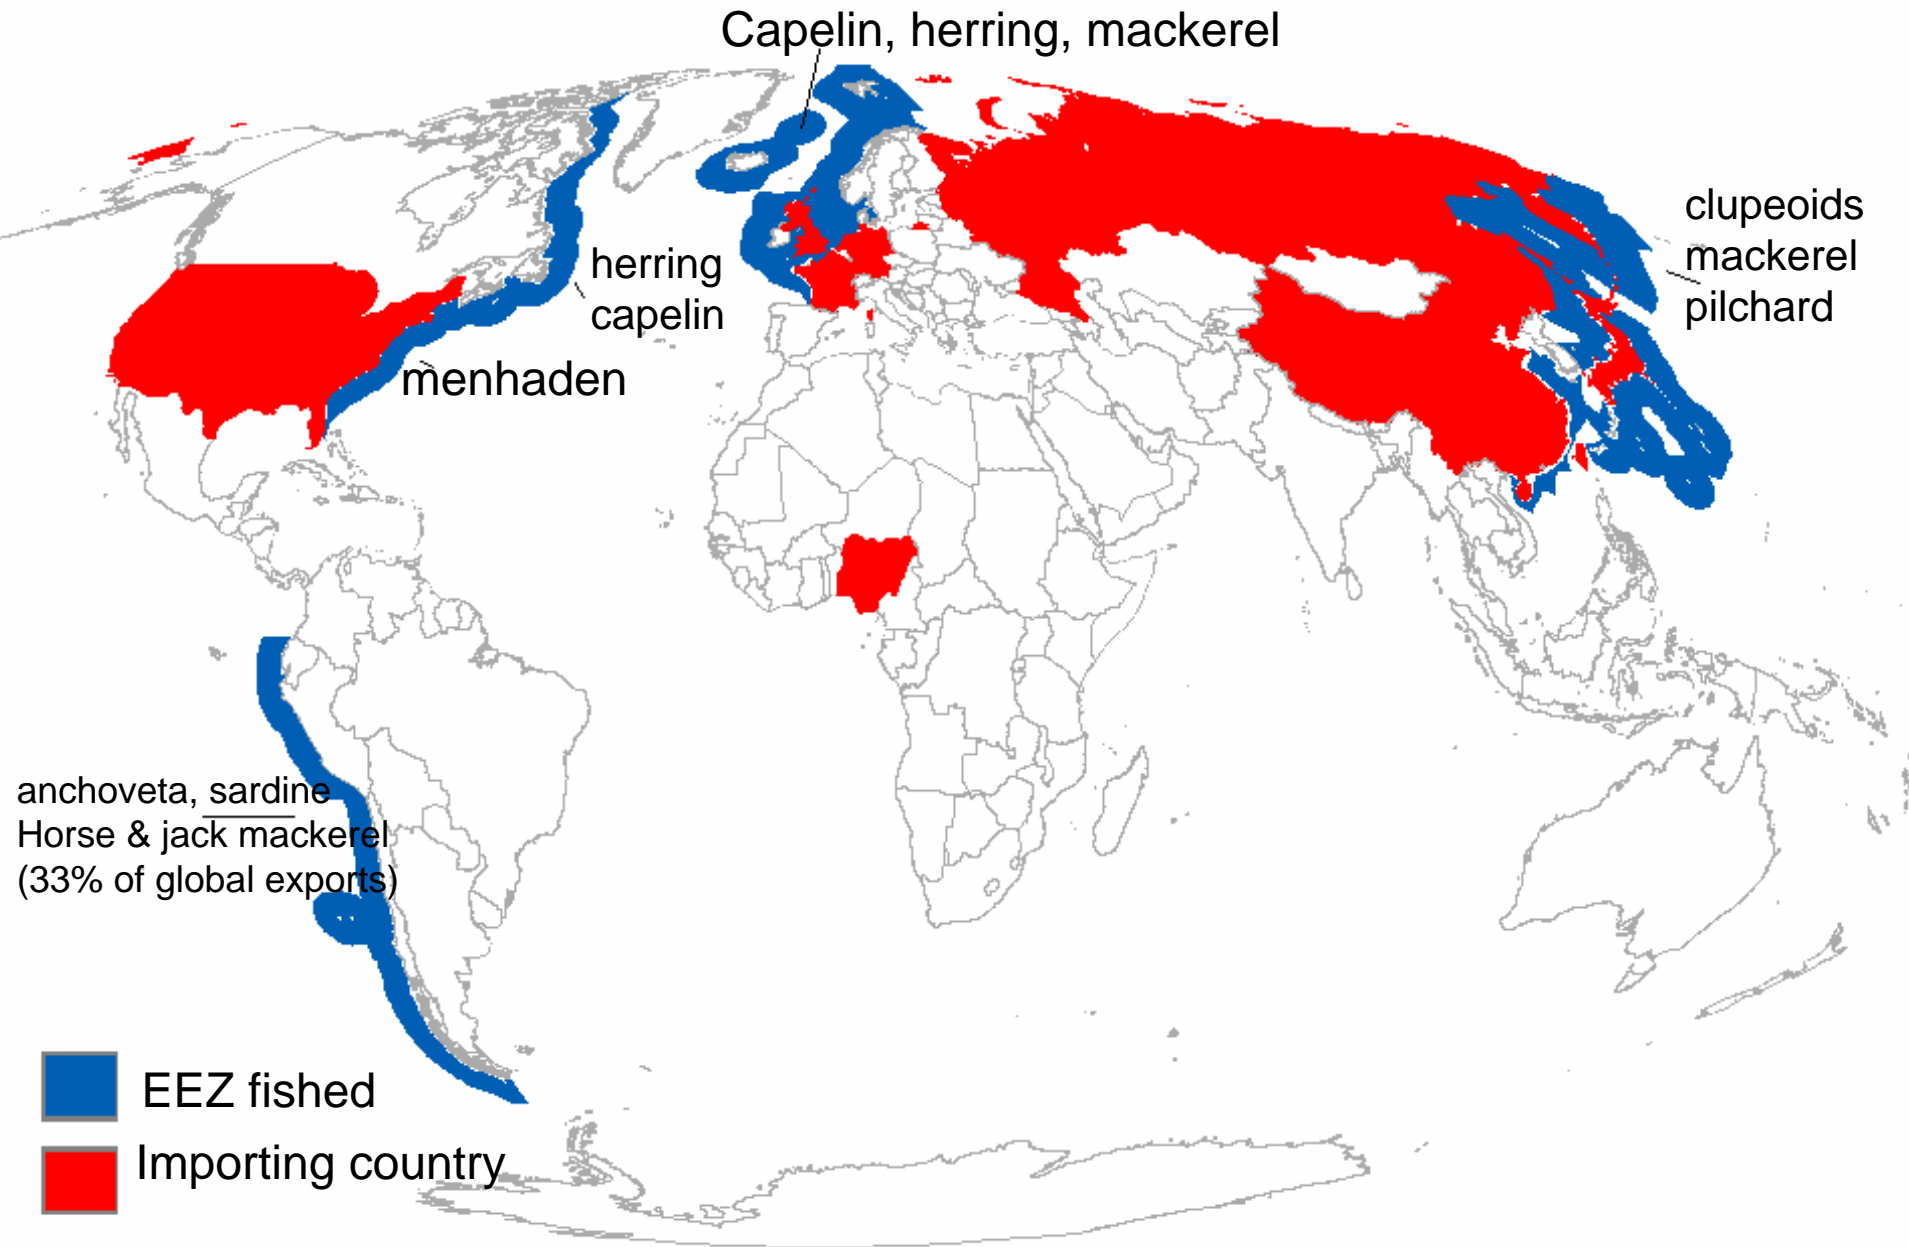 Capelin, herring, mackerel
clupeoids
mackerel
pilchard
herring
capelin
menhaden
anchoveta, sardine
Horse & jack mackerel
(33% of global exports)
EEZ fished
Importing country